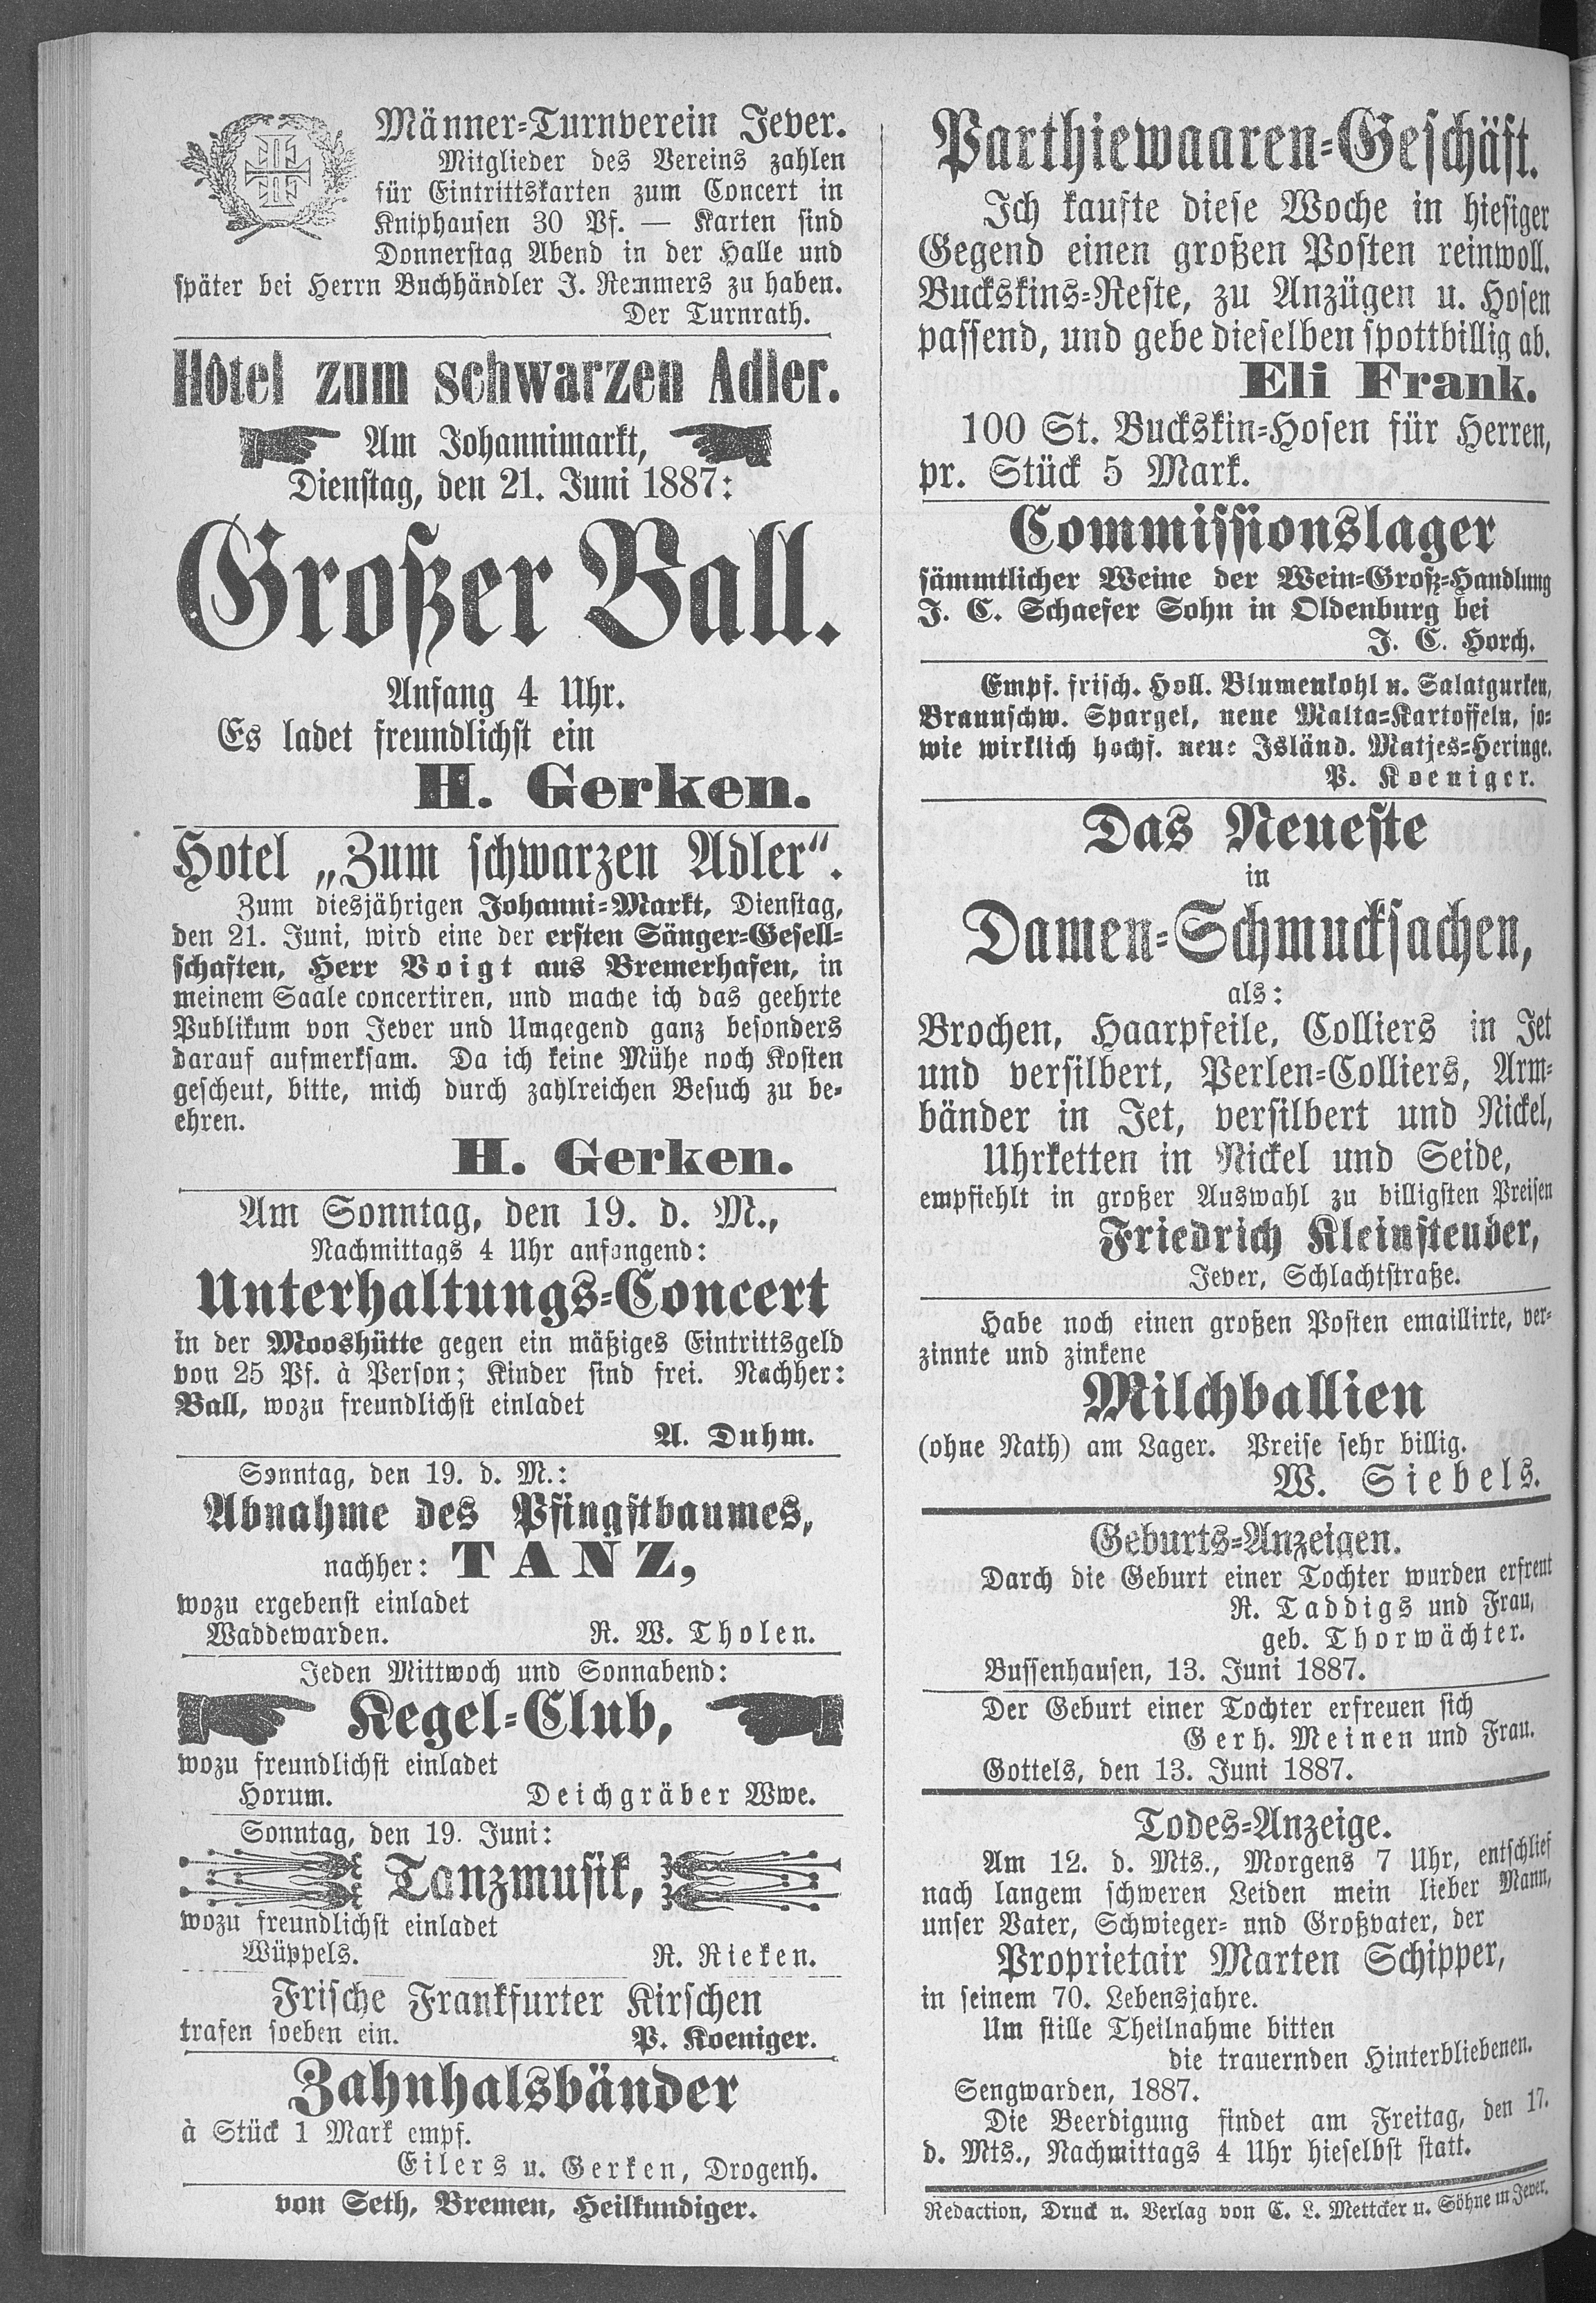 Männer-Turnverein Jever.
Mitglieder des Vereins zahlen
für Eintrittskarten zum Concert in
Kniphausen 30 Pf. — Karten sind
Donnerstag Abend in der Halle und
später bei Herrn Buchhändler J. Remmers zu haben.
Der Turnrath.
Hôtel zum schwarzen Adler.
Am Johannimarkt,
Dienstag, den 21. Juni 1887:
Großer Ball.
Anfang 4 Uhr.
Es ladet freundlichst ein
H. Gerken.
Hotel „Zum schwarzen Adler“.
Zum diesjährigen Johanni-Markt, Dienstag,
den 21. Juni, wird eine der ersten Sänger-Gesell-
schaften, Herr Voigt aus Bremerhafen, in
meinem Saale concertiren, und mache ich das geehrte
Publikum von Jever und Umgegend ganz besonders
darauf aufmerksam. Da ich keine Mühe noch Kosten
gescheut, bitte, mich durch zahlreichen Besuch zu be-
ehren.
H. Gerken.
Am Sonntag, den 19. d. M.,
Nachmittags 4 Uhr anfangend:
Unterhaltungs-Concert
in der Mooshütte gegen ein mäßiges Eintrittsgeld
von 25 Pf. à Person; Kinder sind frei. Nachher:
Ball, wozu freundlichst einladet
A. Duhm.
Sonntag, den 19. d. M.:
Abnahme des Pfingstbaumes,
nachher: TANZ,
wozu ergebenst einladet
Waddewarden. R. W. Tholen.
Jeden Mittwoch und Sonnabend:
Kegel-Club,
wozu freundlichst einladet
Horum. Deichgräber Wwe.
Sonntag, den 19. Juni:
Tanzmusik,
wozu freundlichst einladet
Wüppels. R. Rieken.
Frische Frankfurter Kirschen
trafen soeben ein. P. Koeniger.
Zahnhalsbänder
à Stück 1 Mark empf.
Eilers u. Gerken, Drogenh.
von Seth, Bremen, Heilkundiger.
Parthiewaaren-Geschäft.
Ich kaufte diese Woche in hiesiger
Gegend einen großen Posten reinwoll.
Buckskins-Reste, zu Anzügen u. Hosen
passend, und gebe dieselben spottbillig ab.
Eli Frank.
100 St. Buckskin-Hosen für Herren,
pr. Stück 5 Mark.
Commissionslager
sämmtlicher Weine der Wein-Groß-Handlung
J. C. Schaefer Sohn in Oldenburg bei
J. C. Horch.
Empf. frisch. Holl. Blumenkohl u. Salatgurken,
Braunschw. Spargel, neue Malta-Kartoffeln, so-
wie wirklich hochf. neue Isländ. Matjes-Heringe.
P. Koeniger.
Das Neueste
in
Damen-Schmucksachen,
als:
Brochen, Haarpfeile, Colliers in Jet
und versilbert, Perlen-Colliers, Arm-
bänder in Jet, versilbert und Nickel,
Uhrketten in Nickel und Seide,
empfiehlt in großer Auswahl zu billigsten Preisen
Friedrich Kleinsteuber,
Jever, Schlachtstraße.
Habe noch einen großen Posten emaillirte, ver-
zinnte und zinkene
Milchballien
(ohne Nath) am Lager. Preise sehr billig.
W. Siebels.
Geburts-Anzeigen.
Darch die Geburt einer Tochter wurden erfreut
R. Taddigs und Frau,
geb. Thorwächter.
Bussenhausen, 13. Juni 1887.
Der Geburt einer Tochter erfreuen sich
Gerh. Meinen und Frau.
Gottels, den 13. Juni 1887.
Todes-Anzeige.
Am 12. d. Mts., Morgens 7 Uhr, entschlief
nach langem schweren Leiden mein lieber Mann,
unser Vater, Schwieger- und Großvater, der
Proprietair Marten Schipper,
in seinem 70. Lebensjahre.
Um stille Theilnahme bitten
die trauernden Hinterbliebenen.
Sengwarden, 1887.
Die Beerdigung findet am Freitag, den 17.
d. Mts., Nachmittags 4 Uhr hieselbst statt.
Redaction, Druck u. Verlag von C. L. Mettcker u. Söhne in Jever.